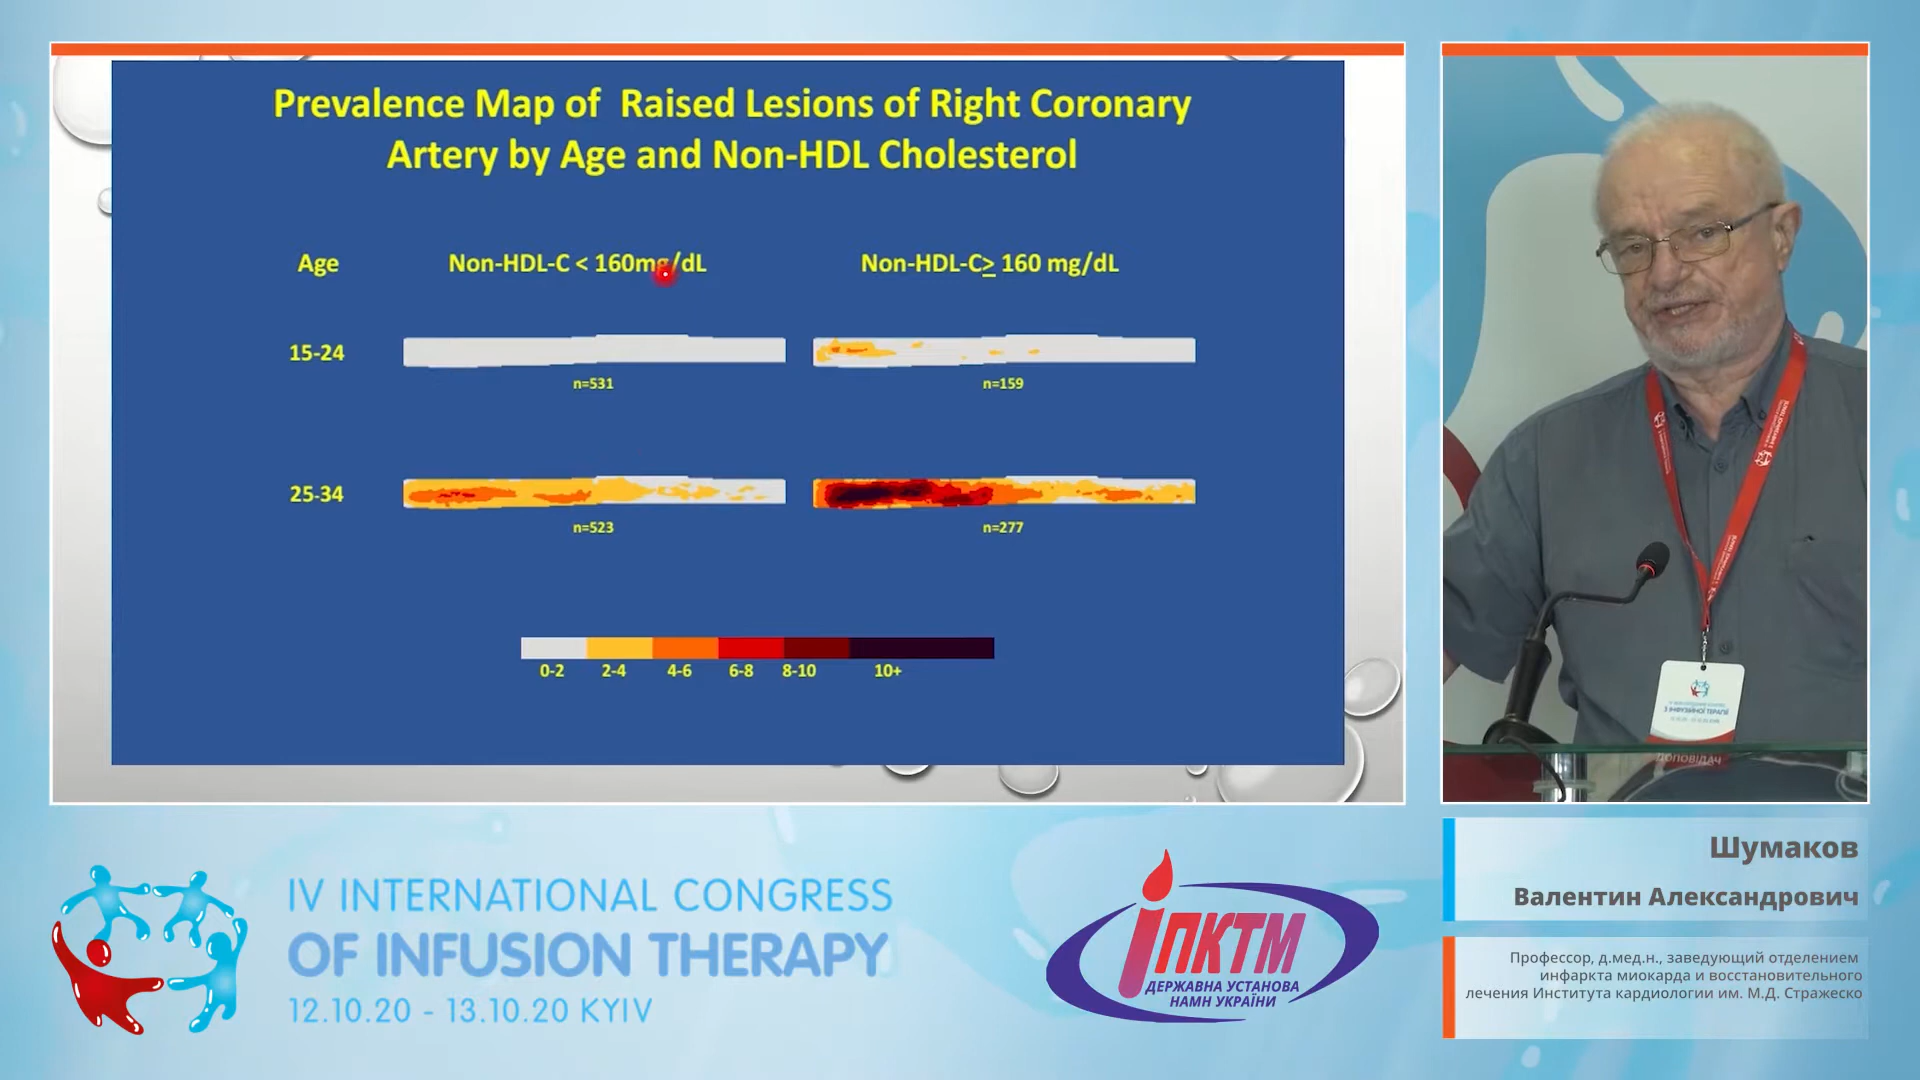 Prevalence Map of Raised Lesions of Right Coronary
Artery by Age and Non-HDL Cholesterol
Age
Non-HDL-C < 160mg/dL
Non-HDL-C≥ 160 mg/dL
15-24
n=531
n=159
25-34
n=523
n=277
0-2 2-4 4-6 6-8 8-10 10+
З ІНФУЗІЙНОЇ ТЕРАПІЇ
ДОПОВІДАЧ
IV INTERNATIONAL CONGRESS
OF INFUSION THERAPY
12.10.20 - 13.10.20 KYIV
іПКТМ
ДЕРЖАВНА УСТАНОВА
НАМН УКРАЇНИ
Шумаков
Валентин Александрович
Профессор, д.мед.н., заведующий отделением
инфаркта миокарда и восстановительного
лечения Института кардиологии им. М.Д. Стражеско